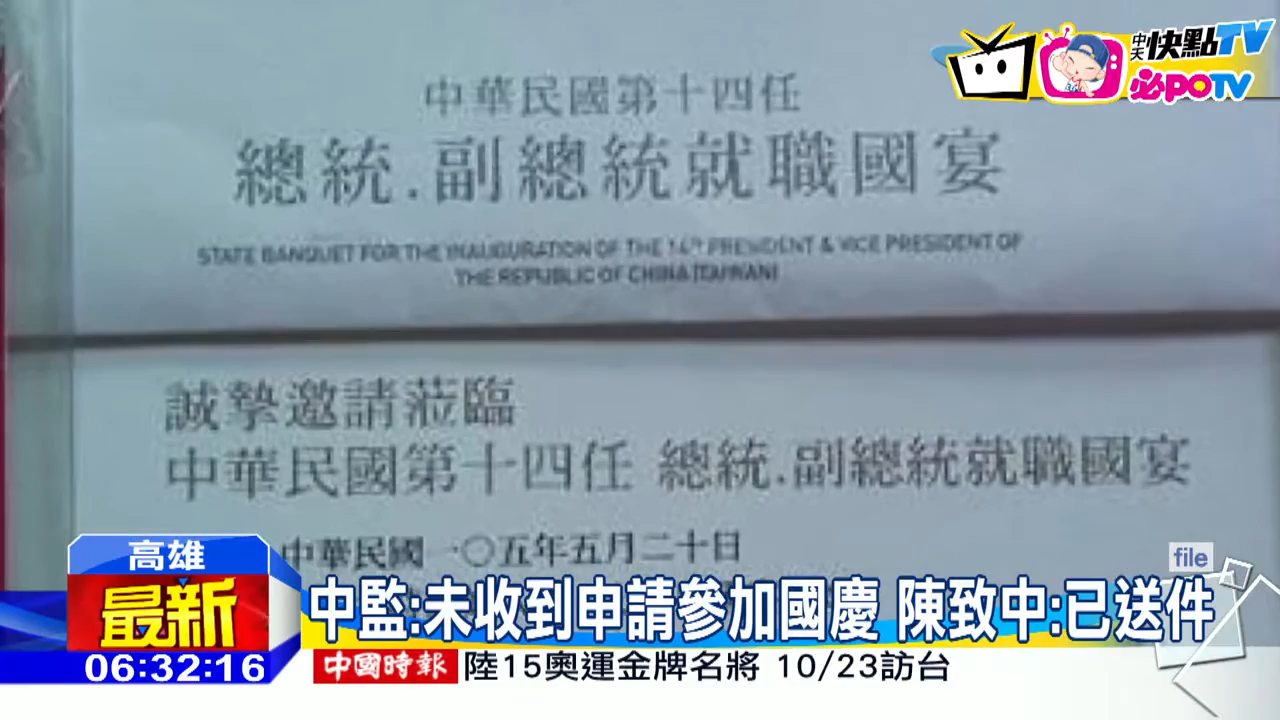 中天快點TV
必POTV
中華民國第十四任
總統.副總統就職國宴
STATE BANQUET FOR THE INAUGURATION OF THE 14th PRESIDENT & VICE PRESIDENT OF
THE REPUBLIC OF CHINA (TAIWAN)
誠摯邀請蒞臨
中華民國第十四任 總統.副總統就職國宴
中華民國一〇五年五月二十日
file
高雄
最新
中監:未收到申請參加國慶 陳致中:已送件
06:32:16
中國時報
陸15奧運金牌名將 10/23訪台